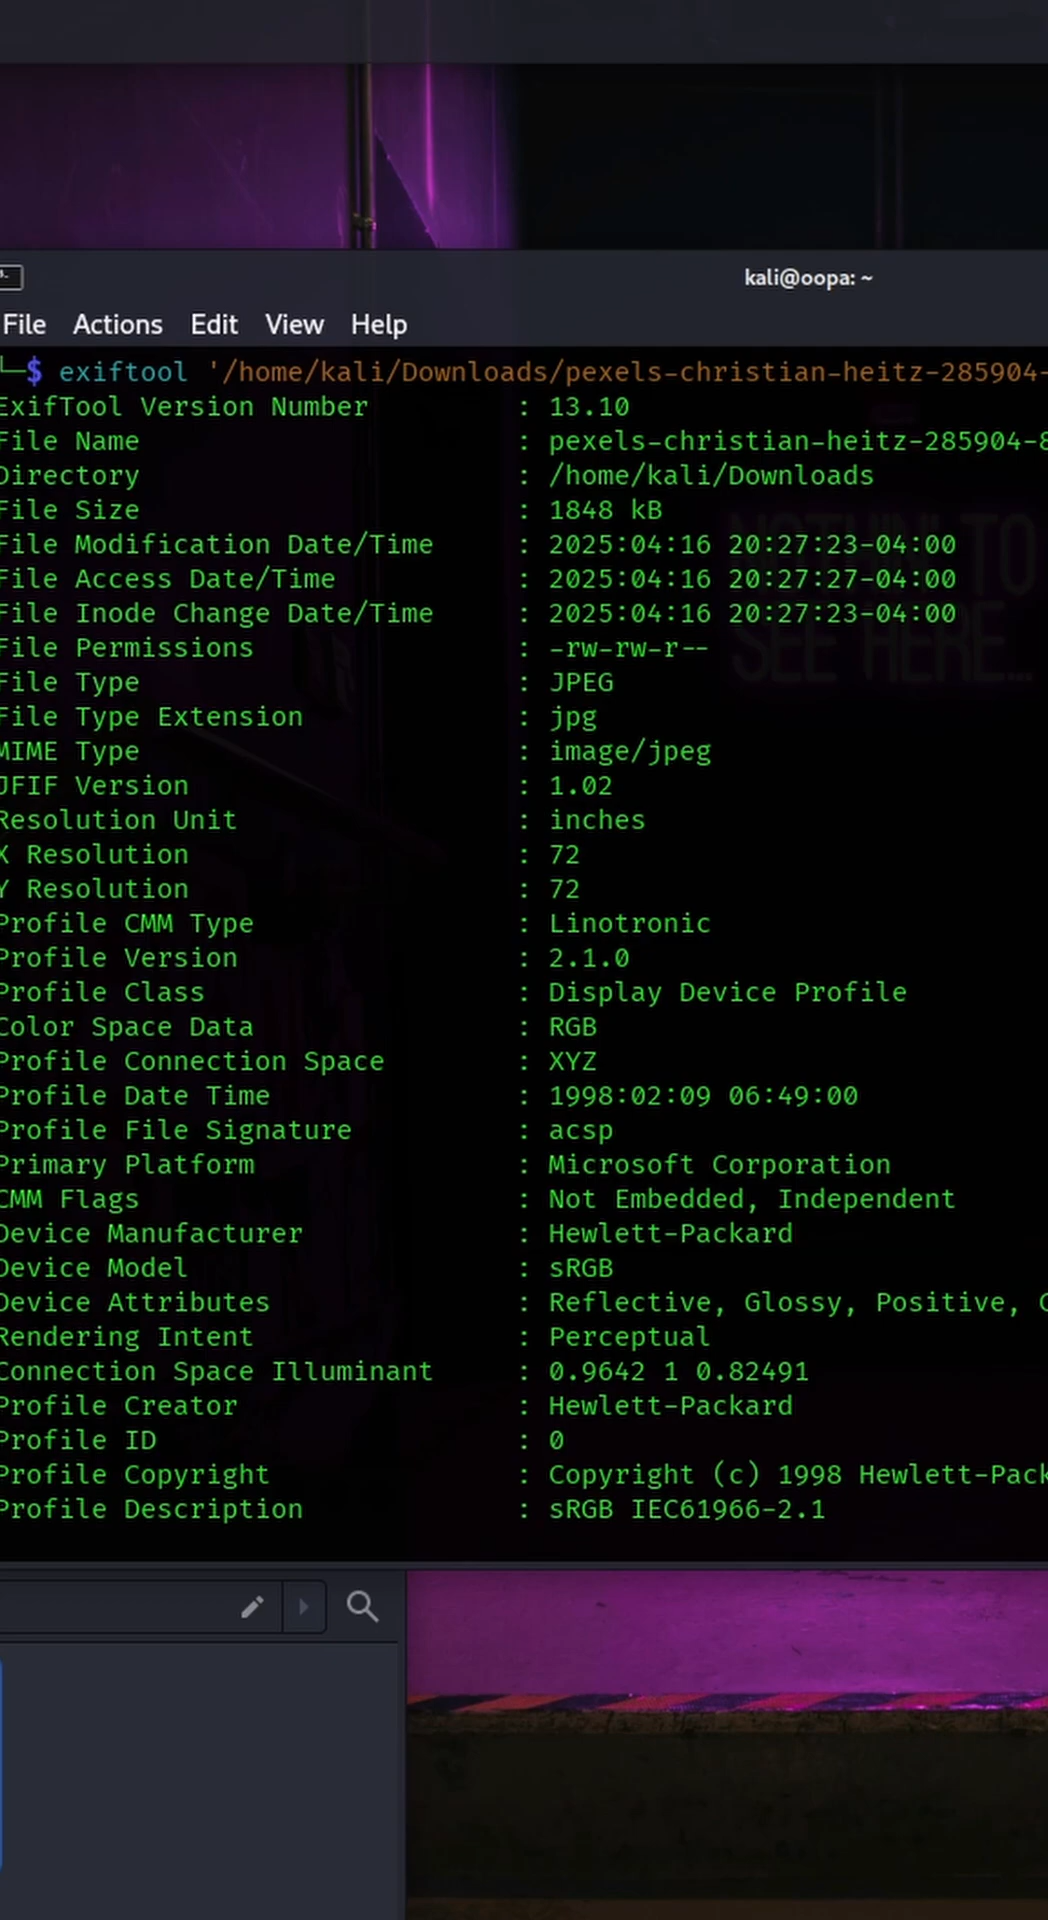 kali@oopa: ~
File Actions Edit View Help
└─$ exiftool '/home/kali/Downloads/pexels-christian-heitz-285904-
ExifTool Version Number : 13.10
File Name : pexels-christian-heitz-285904-8
Directory : /home/kali/Downloads
File Size : 1848 kB
File Modification Date/Time : 2025:04:16 20:27:23-04:00
File Access Date/Time : 2025:04:16 20:27:27-04:00
File Inode Change Date/Time : 2025:04:16 20:27:23-04:00
File Permissions : -rw-rw-r--
File Type : JPEG
File Type Extension : jpg
MIME Type : image/jpeg
JFIF Version : 1.02
Resolution Unit : inches
X Resolution : 72
Y Resolution : 72
Profile CMM Type : Linotronic
Profile Version : 2.1.0
Profile Class : Display Device Profile
Color Space Data : RGB
Profile Connection Space : XYZ
Profile Date Time : 1998:02:09 06:49:00
Profile File Signature : acsp
Primary Platform : Microsoft Corporation
CMM Flags : Not Embedded, Independent
Device Manufacturer : Hewlett-Packard
Device Model : sRGB
Device Attributes : Reflective, Glossy, Positive, C
Rendering Intent : Perceptual
Connection Space Illuminant : 0.9642 1 0.82491
Profile Creator : Hewlett-Packard
Profile ID : 0
Profile Copyright : Copyright (c) 1998 Hewlett-Pack
Profile Description : sRGB IEC61966-2.1
TO
SEE HERE...